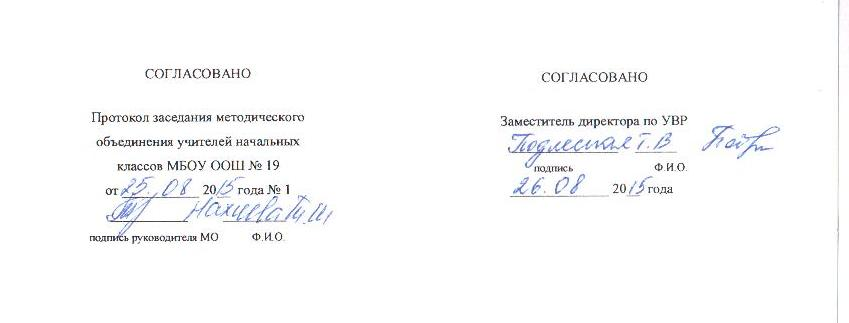 СОГЛАСОВАНО
Протокол заседания методического
объединения учителей начальных
классов МБОУ ООШ № 19
от 25.08 2015 года № 1
Т.Ш
подпись руководителя МО Ф.И.О.
СОГЛАСОВАНО
Заместитель директора по УВР
Подлесная Т.В
подпись Ф.И.О.
26.08 2015 года